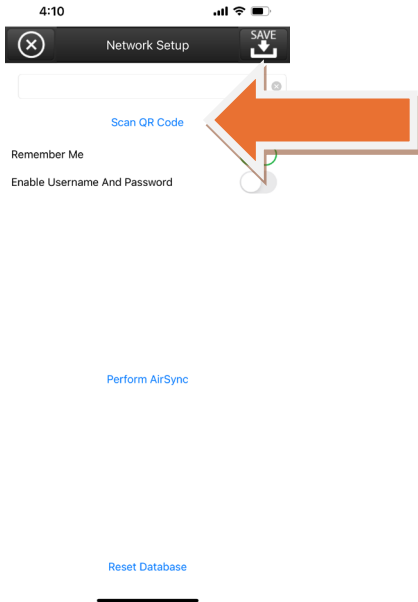 4:10
Network Setup
SAVE
Scan QR Code
Remember Me
Enable Username And Password
Perform AirSync
Reset Database